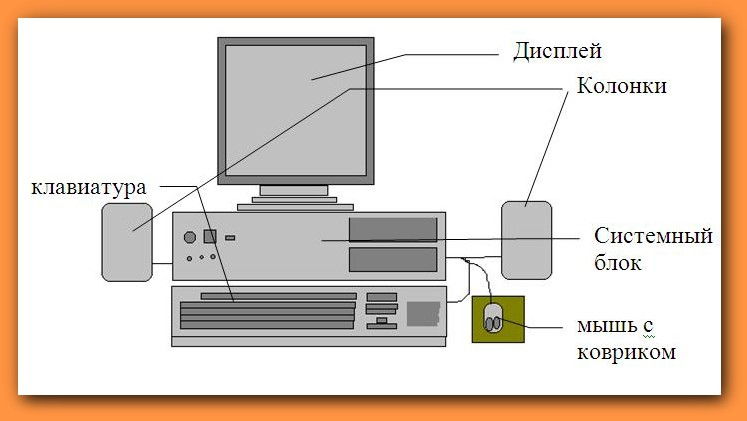 Дисплей
Колонки
клавиатура
Системный
блок
мышь с
ковриком